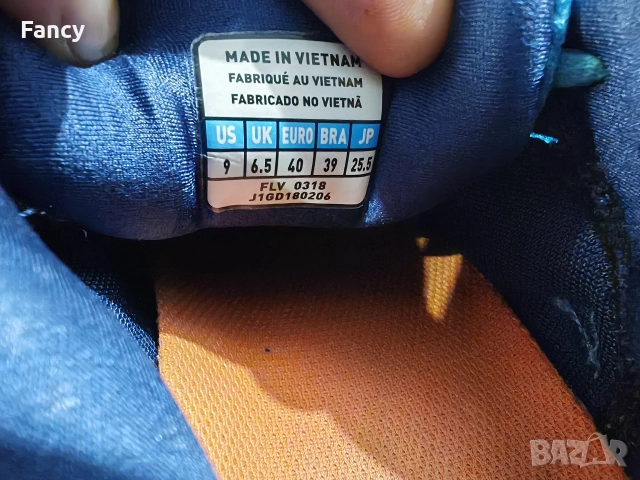 Fancy
MADE IN VIETNAM
FABRIQUÉ AU VIETNAM
FABRICADO NO VIETNÃ
US UK EURO BRA JP
9 6.5 40 39 25.5
FLV 0318
J1GD180206
BAZAR